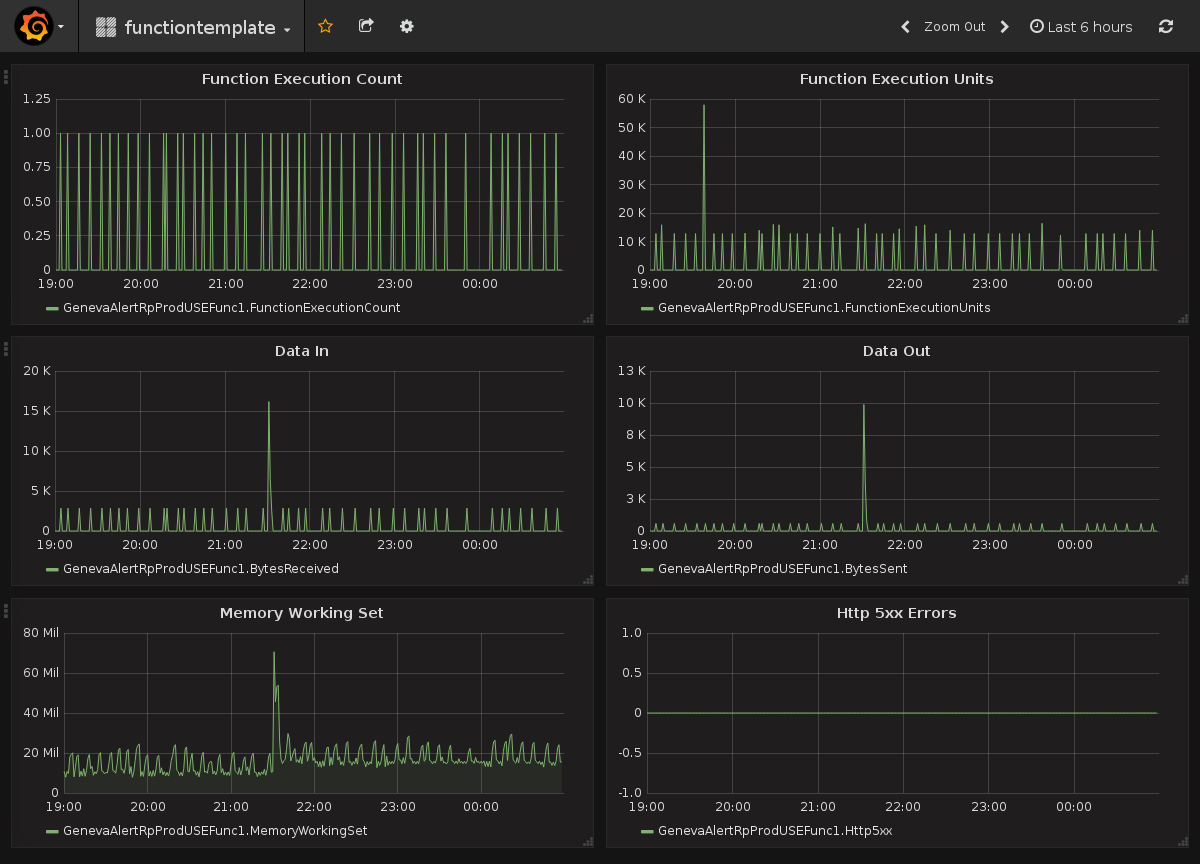 functiontemplate
Zoom Out
Last 6 hours
Function Execution Count
1.25
1.00
0.75
0.50
0.25
0
19:00 20:00 21:00 22:00 23:00 00:00
GenevaAlertRpProdUSEFunc1.FunctionExecutionCount
Function Execution Units
60 K
50 K
40 K
30 K
20 K
10 K
0
19:00 20:00 21:00 22:00 23:00 00:00
GenevaAlertRpProdUSEFunc1.FunctionExecutionUnits
Data In
20 K
15 K
10 K
5 K
0
19:00 20:00 21:00 22:00 23:00 00:00
GenevaAlertRpProdUSEFunc1.BytesReceived
Data Out
13 K
10 K
8 K
5 K
3 K
0
19:00 20:00 21:00 22:00 23:00 00:00
GenevaAlertRpProdUSEFunc1.BytesSent
Memory Working Set
80 Mil
60 Mil
40 Mil
20 Mil
0
19:00 20:00 21:00 22:00 23:00 00:00
GenevaAlertRpProdUSEFunc1.MemoryWorkingSet
Http 5xx Errors
1.0
0.5
0
-0.5
-1.0
19:00 20:00 21:00 22:00 23:00 00:00
GenevaAlertRpProdUSEFunc1.Http5xx